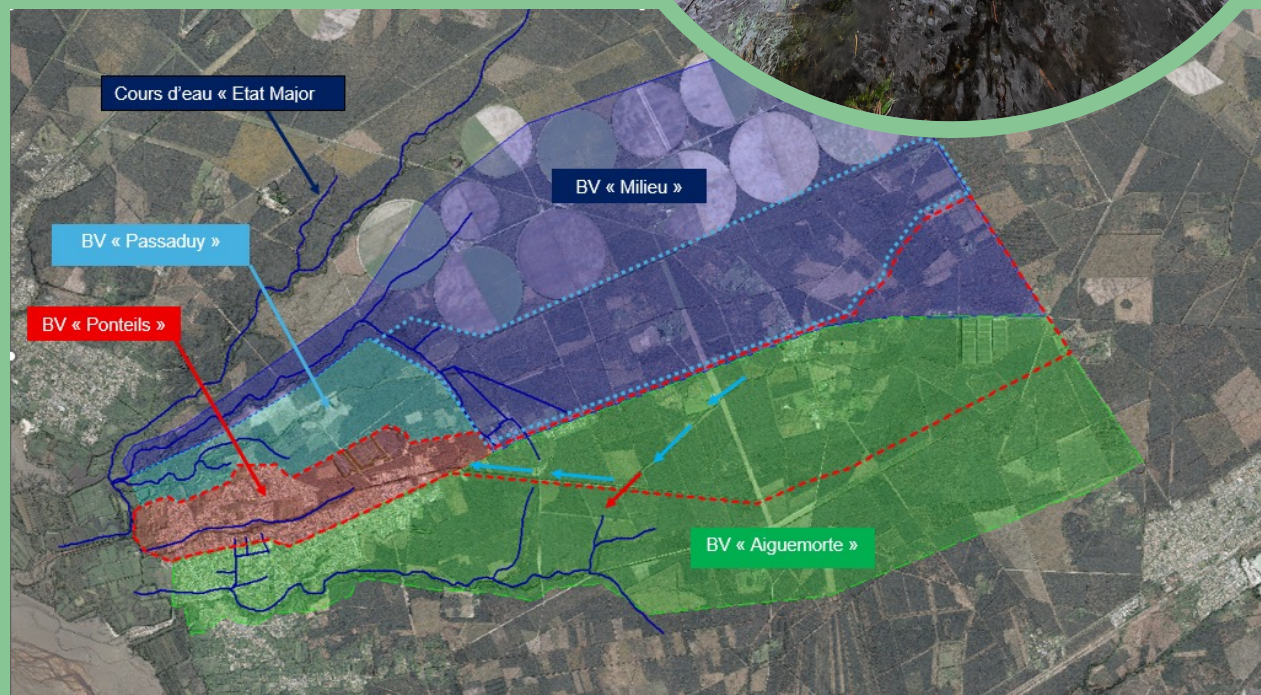 Cours d'eau « Etat Major
BV « Milieu »
BV « Passaduy »
BV « Ponteils »
BV « Aiguemorte »